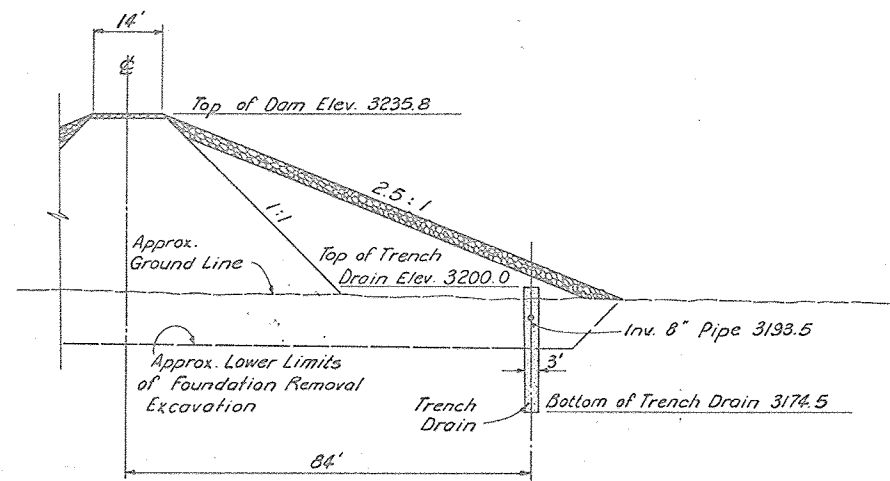 14'
℄
Top of Dam Elev. 3235.8
2.5 : 1
1:1
Approx.
Ground Line
Top of Trench
Drain Elev. 3200.0
Inv. 8" Pipe 3193.5
Approx. Lower Limits
of Foundation Removal
Excavation
3'
Trench
Drain
Bottom of Trench Drain 3174.5
84'